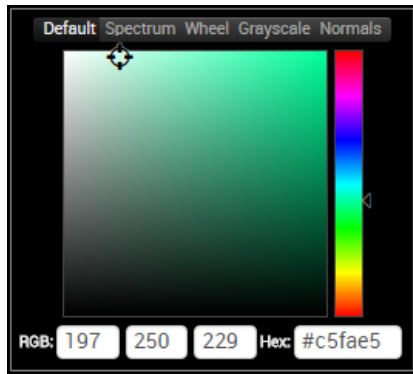 Default Spectrum Wheel Grayscale Normals
RGB: 197 250 229 Hex: #c5fae5